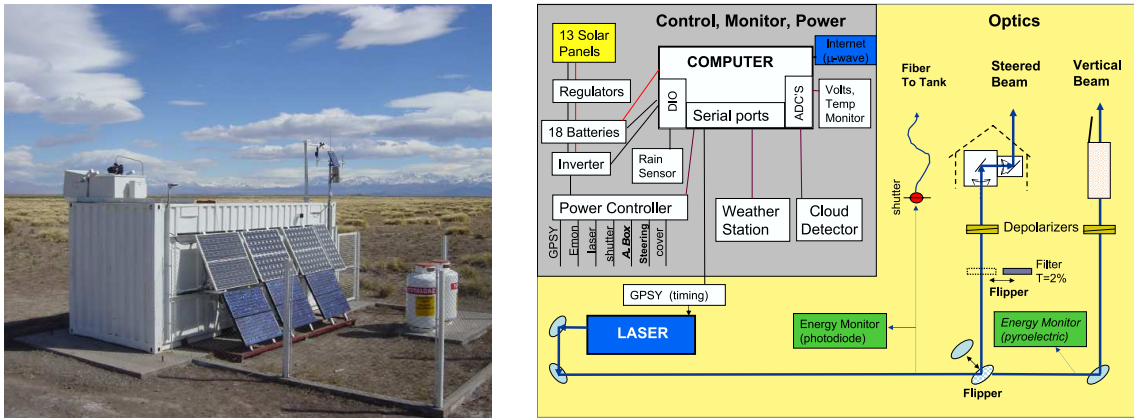 Control, Monitor, Power
Optics
13 Solar
Panels
COMPUTER
Internet
(μ-wave)
Fiber
To Tank
Steered
Beam
Vertical
Beam
Regulators
DIO
ADC'S
Volts,
Temp
Monitor
Serial ports
18 Batteries
Inverter
Rain
Sensor
shutter
Power Controller
Weather
Station
Cloud
Detector
Depolarizers
GPSY
Emon
laser
shutter
A. Box
Steering
cover
Filter
T=2%
Flipper
GPSY (timing)
LASER
Energy Monitor
(photodiode)
Energy Monitor
(pyroelectric)
Flipper